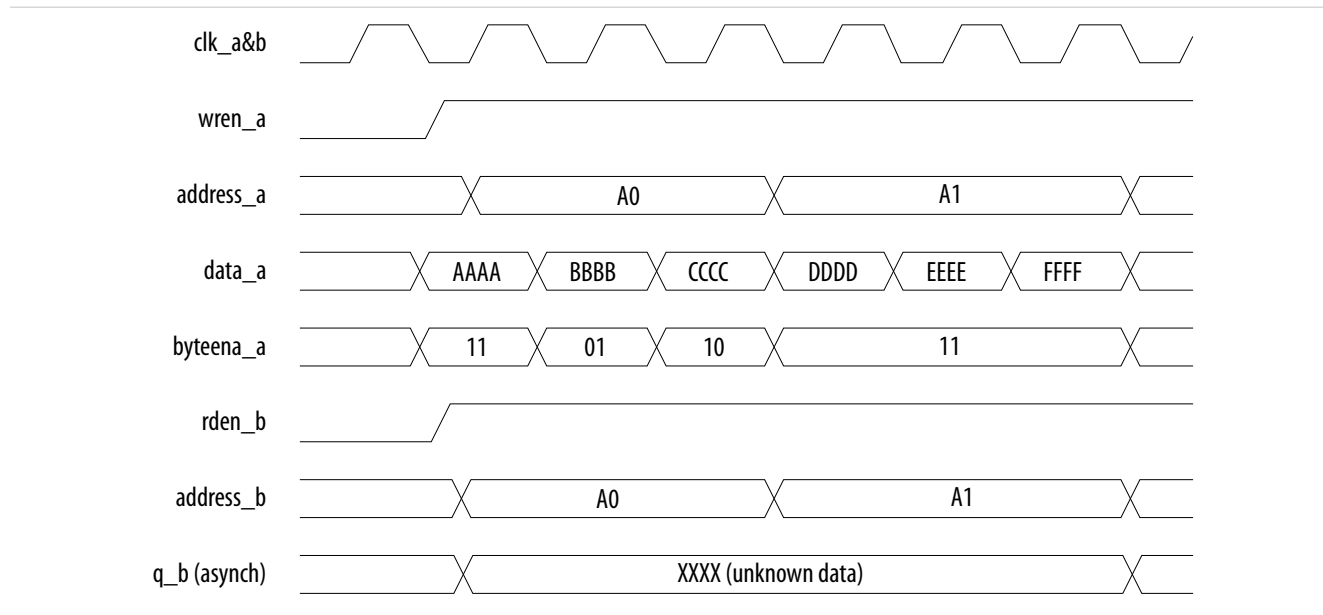 clk_a&b
wren_a
address_a A0 A1
data_a AAAA BBBB CCCC DDDD EEEE FFFF
byteena_a 11 01 10 11
rden_b
address_b A0 A1
q_b (asynch) XXXX (unknown data)